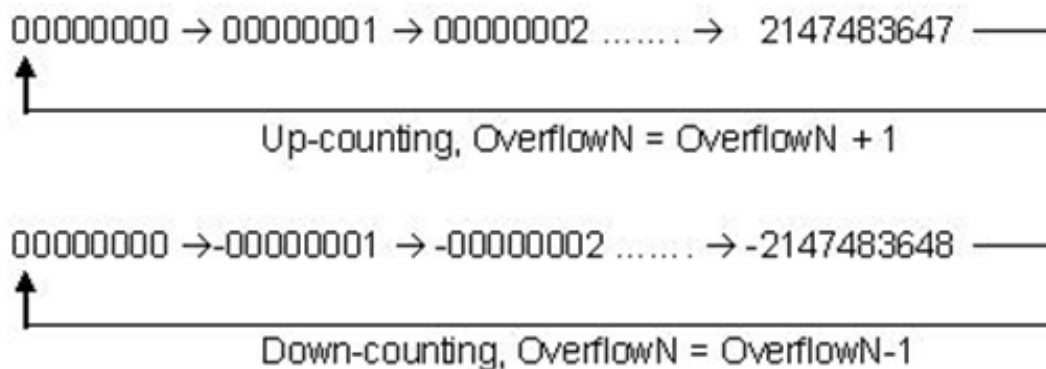 00000000 → 00000001 → 00000002 ....... → 2147483647
Up-counting, OverflowN = OverflowN + 1
00000000 →-00000001 → -00000002 ....... → -2147483648
Down-counting, OverflowN = OverflowN-1